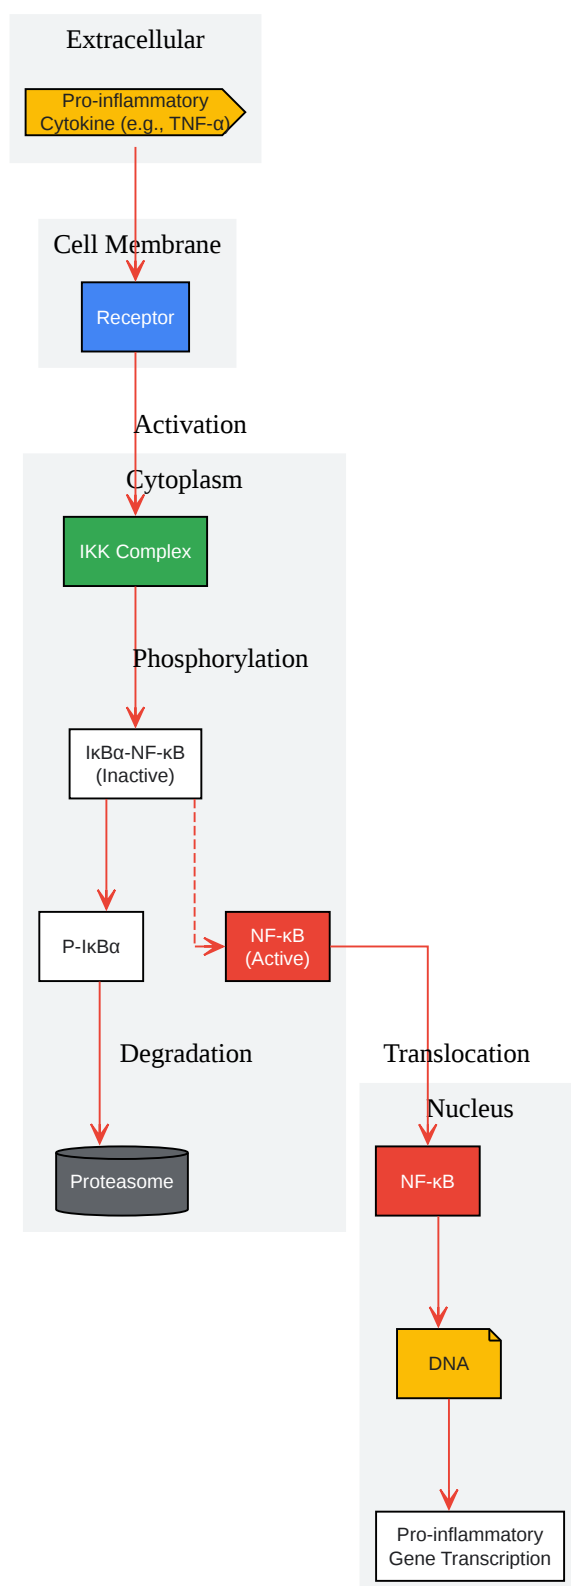 Extracellular
Pro-inflammatory
Cytokine (e.g., TNF-α)
Cell Membrane
Receptor
Activation
Cytoplasm
IKK Complex
Phosphorylation
IκBα-NF-κB
(Inactive)
P-IκBα
NF-κB
(Active)
Degradation
Translocation
Nucleus
Proteasome
NF-κB
DNA
Pro-inflammatory
Gene Transcription